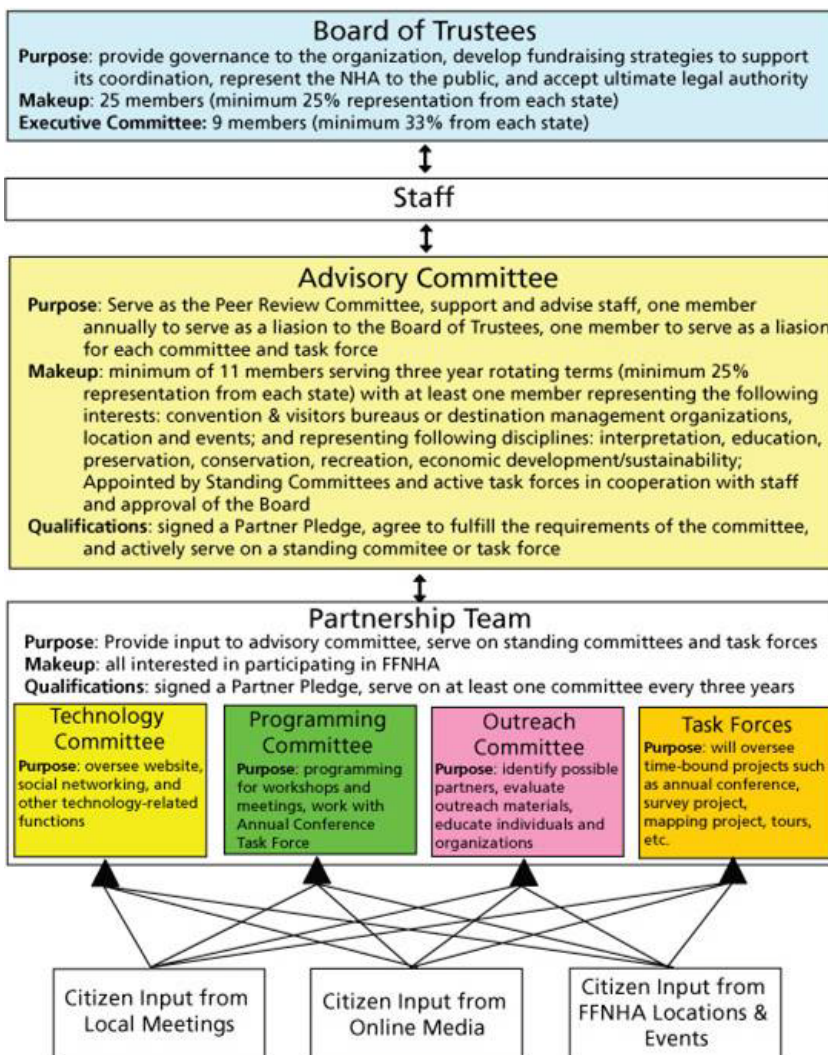 Board of Trustees
Purpose: provide governance to the organization, develop fundraising strategies to support
its coordination, represent the NHA to the public, and accept ultimate legal authority
Makeup: 25 members (minimum 25% representation from each state)
Executive Committee: 9 members (minimum 33% from each state)
Staff
Advisory Committee
Purpose: Serve as the Peer Review Committee, support and advise staff, one member
annually to serve as a liasion to the Board of Trustees, one member to serve as a liasion
for each committee and task force
Makeup: minimum of 11 members serving three year rotating terms (minimum 25%
representation from each state) with at least one member representing the following
interests: convention & visitors bureaus or destination management organizations,
location and events; and representing following disciplines: interpretation, education,
preservation, conservation, recreation, economic development/sustainability;
Appointed by Standing Committees and active task forces in cooperation with staff
and approval of the Board
Qualifications: signed a Partner Pledge, agree to fulfill the requirements of the committee,
and actively serve on a standing commitee or task force
Partnership Team
Purpose: Provide input to advisory committee, serve on standing committees and task forces
Makeup: all interested in participating in FFNHA
Qualifications: signed a Partner Pledge, serve on at least one committee every three years
Technology
Committee
Purpose: oversee website,
social networking, and
other technology-related
functions
Programming
Committee
Purpose: programming
for workshops and
meetings, work with
Annual Conference
Task Force
Outreach
Committee
Purpose: identify possible
partners, evaluate
outreach materials,
educate individuals and
organizations
Task Forces
Purpose: will oversee
time-bound projects such
as annual conference,
survey project,
mapping project, tours,
etc.
Citizen Input from
Local Meetings
Citizen Input from
Online Media
Citizen Input from
FFNHA Locations &
Events